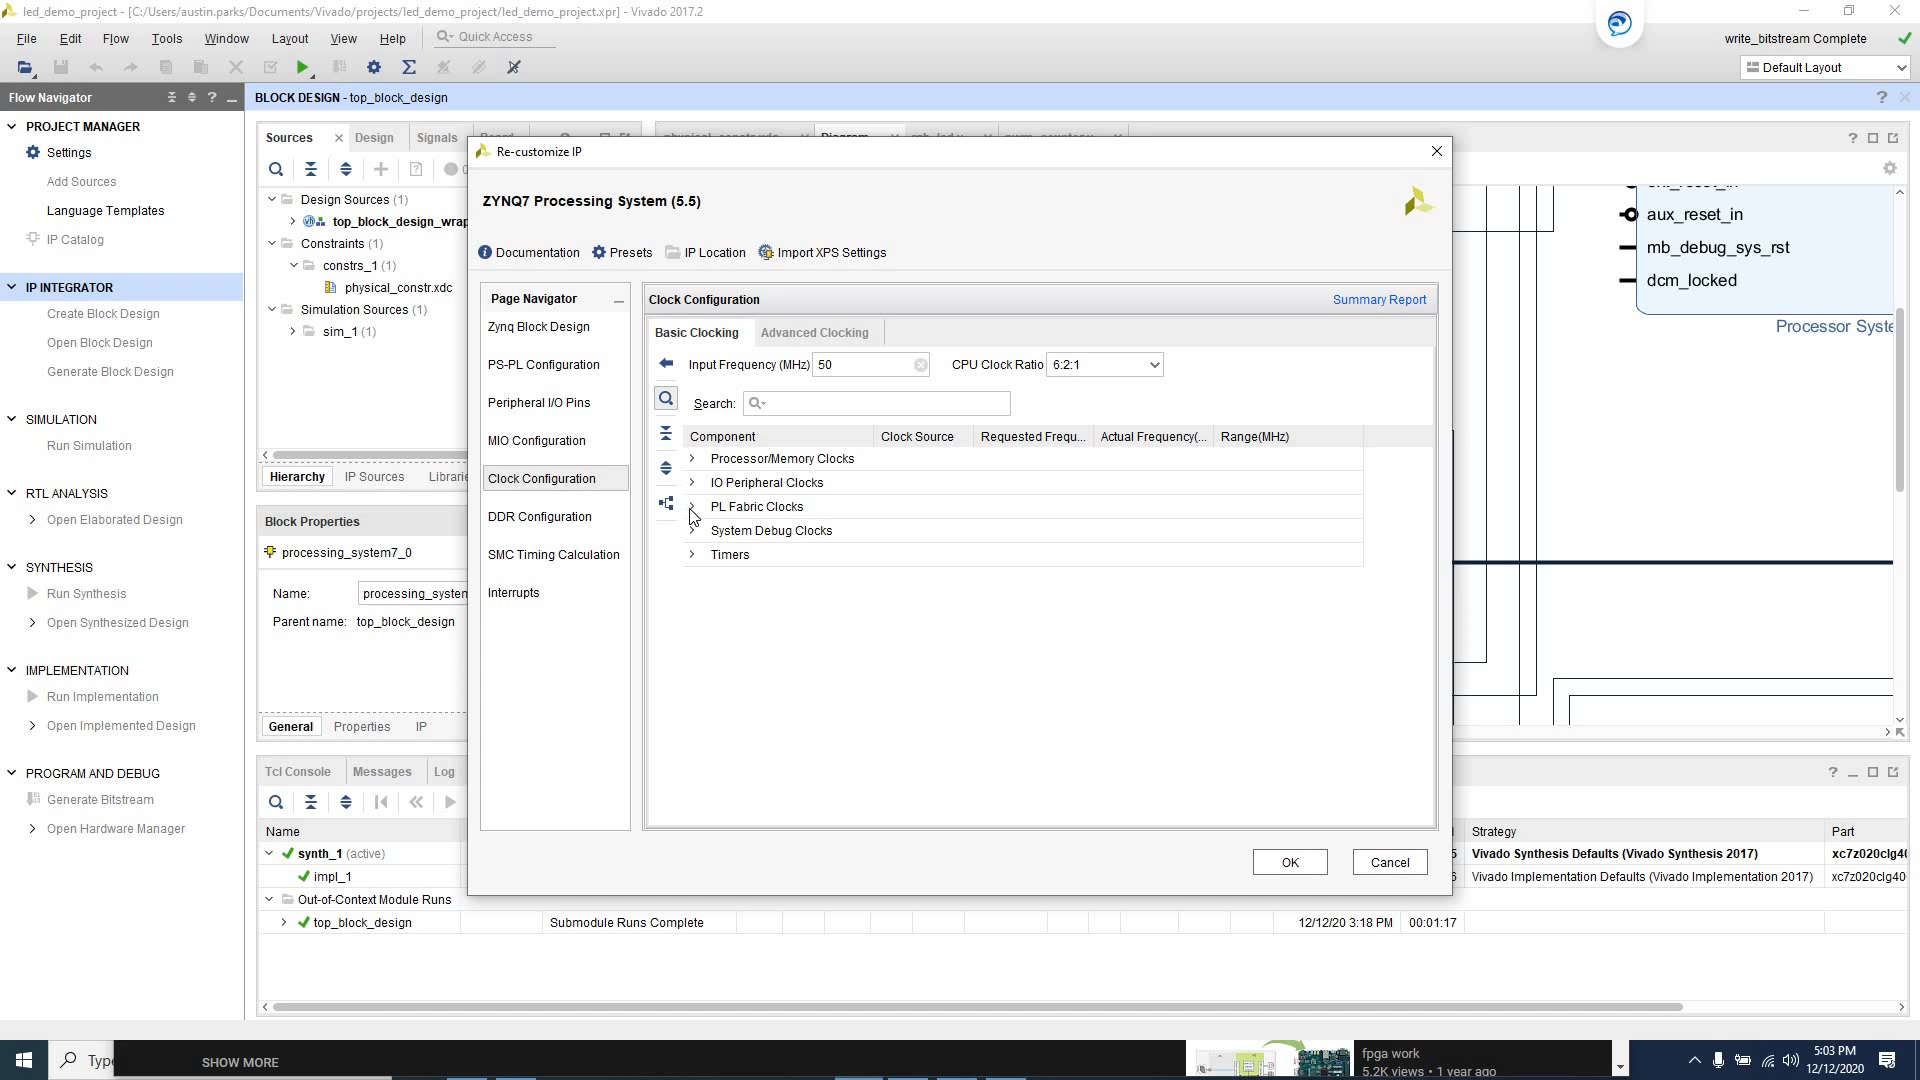 led_demo_project - [C:/Users/austin.parks/Documents/Vivado/projects/led_demo_project/led_demo_project.xpr] - Vivado 2017.2
File Edit Flow Tools Window Layout View Help Quick Access
write_bitstream Complete
Default Layout
Flow Navigator
BLOCK DESIGN - top_block_design
PROJECT MANAGER
Settings
Add Sources
Language Templates
IP Catalog
IP INTEGRATOR
Create Block Design
Open Block Design
Generate Block Design
SIMULATION
Run Simulation
RTL ANALYSIS
Open Elaborated Design
SYNTHESIS
Run Synthesis
Open Synthesized Design
IMPLEMENTATION
Run Implementation
Open Implemented Design
PROGRAM AND DEBUG
Generate Bitstream
Open Hardware Manager
Sources Design Signals
Diagram
Design Sources (1)
top_block_design_wrap
Constraints (1)
constrs_1 (1)
physical_constr.xdc
Simulation Sources (1)
sim_1 (1)
Hierarchy IP Sources Librarie
Block Properties
processing_system7_0
Name: processing_system
Parent name: top_block_design
General Properties IP
Re-customize IP
ZYNQ7 Processing System (5.5)
Documentation Presets IP Location Import XPS Settings
Page Navigator
Zynq Block Design
PS-PL Configuration
Peripheral I/O Pins
MIO Configuration
Clock Configuration
DDR Configuration
SMC Timing Calculation
Interrupts
Clock Configuration Summary Report
Basic Clocking Advanced Clocking
Input Frequency (MHz) 50 CPU Clock Ratio 6:2:1
Search:
Component Clock Source Requested Frequ... Actual Frequency(... Range(MHz)
Processor/Memory Clocks
IO Peripheral Clocks
PL Fabric Clocks
System Debug Clocks
Timers
OK Cancel
aux_reset_in
mb_debug_sys_rst
dcm_locked
Processor Syste
Tcl Console Messages Log
Name Strategy Part
synth_1 (active) 5 Vivado Synthesis Defaults (Vivado Synthesis 2017) xc7z020clg40
impl_1 6 Vivado Implementation Defaults (Vivado Implementation 2017) xc7z020clg40
Out-of-Context Module Runs
top_block_design Submodule Runs Complete 12/12/20 3:18 PM 00:01:17
Type
SHOW MORE
fpga work
5.2K views • 1 year ago
5:03 PM
12/12/2020